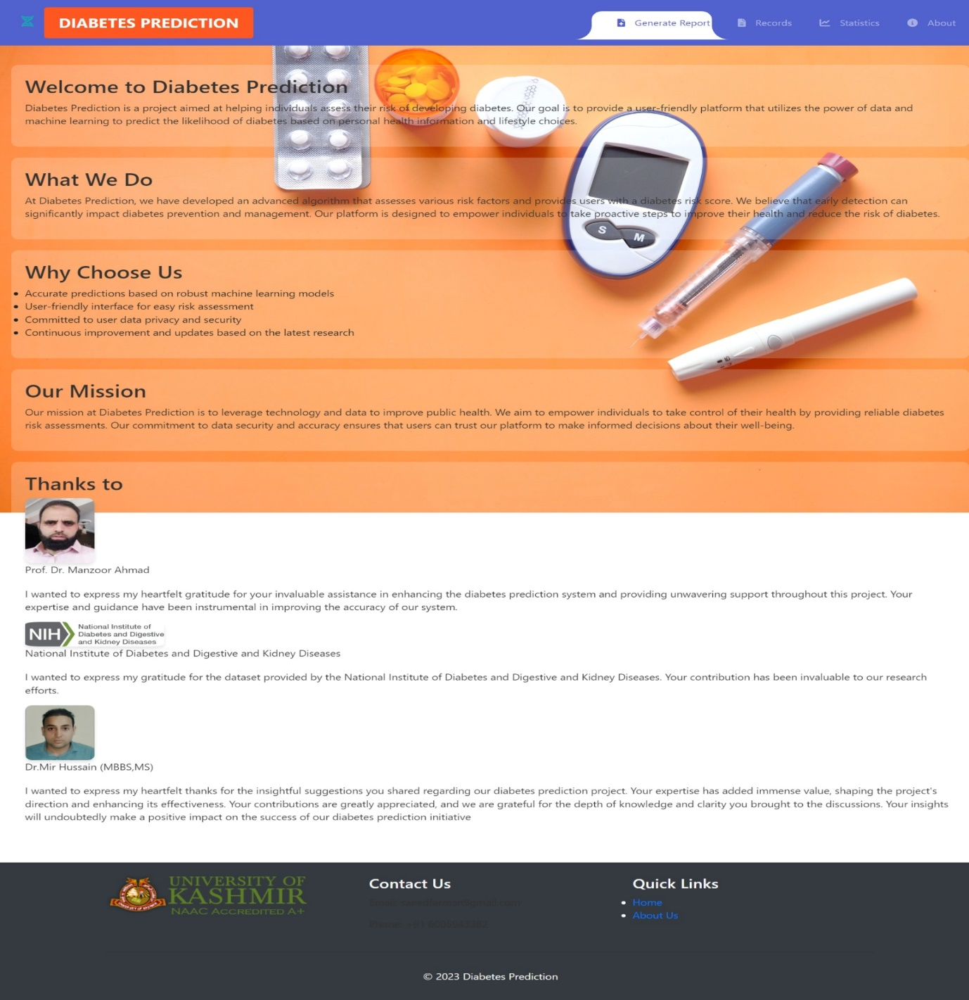 DIABETES PREDICTION
Generate Report
Records
Statistics
About
Welcome to Diabetes Prediction
Diabetes Prediction is a project aimed at helping individuals assess their risk of developing diabetes. Our goal is to provide a user-friendly platform that utilizes the power of data and
machine learning to predict the likelihood of diabetes based on personal health information and lifestyle choices.
What We Do
At Diabetes Prediction, we have developed an advanced algorithm that assesses various risk factors and provides users with a diabetes risk score. We believe that early detection can
significantly impact diabetes prevention and management. Our platform is designed to empower individuals to take proactive steps to improve their health and reduce the risk of diabetes.
S
M
Why Choose Us
• Accurate predictions based on robust machine learning models
• User-friendly interface for easy risk assessment
• Committed to user data privacy and security
• Continuous improvement and updates based on the latest research
Our Mission
Our mission at Diabetes Prediction is to leverage technology and data to improve public health. We aim to empower individuals to take control of their health by providing reliable diabetes
risk assessments. Our commitment to data security and accuracy ensures that users can trust our platform to make informed decisions about their well-being.
Thanks to
Prof. Dr. Manzoor Ahmad
I wanted to express my heartfelt gratitude for your invaluable assistance in enhancing the diabetes prediction system and providing unwavering support throughout this project. Your
expertise and guidance have been instrumental in improving the accuracy of our system.
NIH
National Institute of
Diabetes and Digestive
and Kidney Diseases
National Institute of Diabetes and Digestive and Kidney Diseases
I wanted to express my gratitude for the dataset provided by the National Institute of Diabetes and Digestive and Kidney Diseases. Your contribution has been invaluable to our research
efforts.
Dr.Mir Hussain (MBBS,MS)
I wanted to express my heartfelt thanks for the insightful suggestions you shared regarding our diabetes prediction project. Your expertise has added immense value, shaping the project's
direction and enhancing its effectiveness. Your contributions are greatly appreciated, and we are grateful for the depth of knowledge and clarity you brought to the discussions. Your insights
will undoubtedly make a positive impact on the success of our diabetes prediction initiative
UNIVERSITY OF
KASHMIR
NAAC ACCREDITED A+
Contact Us
Email:
Phone: +91
Quick Links
• Home
• About Us
© 2023 Diabetes Prediction